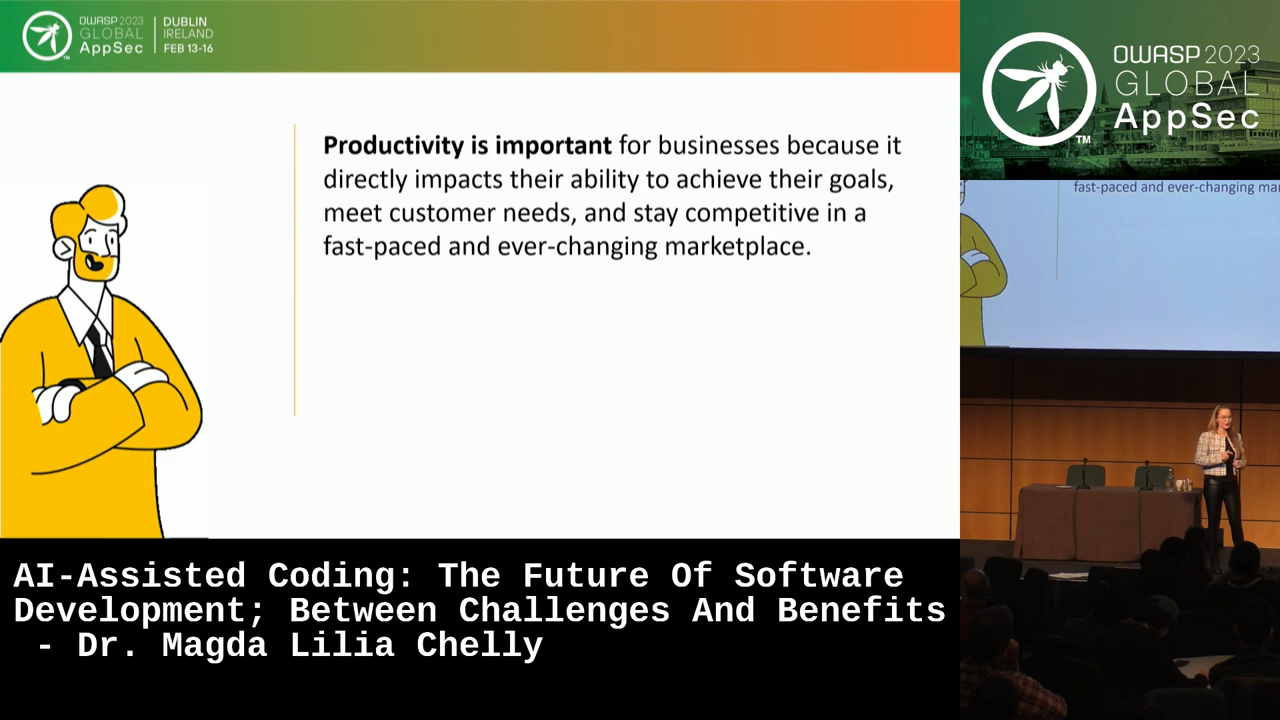 OWASP 2023
GLOBAL
AppSec
DUBLIN
IRELAND
FEB 13-16
TM
Productivity is important for businesses because it
directly impacts their ability to achieve their goals,
meet customer needs, and stay competitive in a
fast-paced and ever-changing marketplace.
OWASP 2023
GLOBAL
AppSec
TM
fast-paced and ever-changing mar
AI-Assisted Coding: The Future Of Software
Development; Between Challenges And Benefits
- Dr. Magda Lilia Chelly